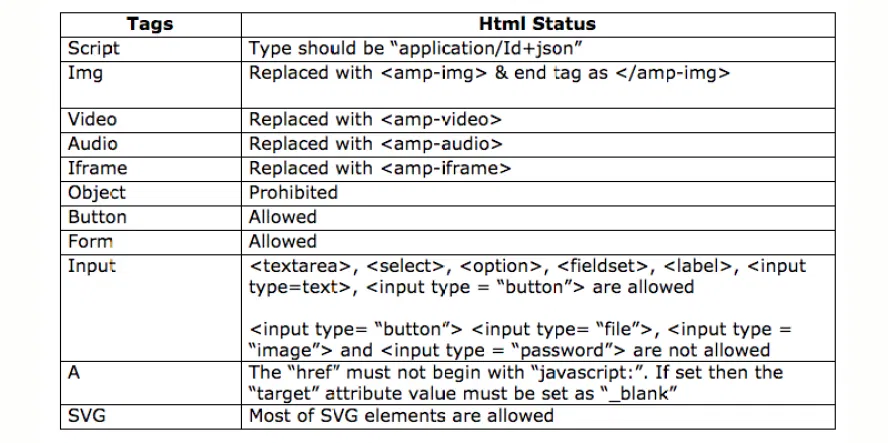 Tags Html Status
Script Type should be “application/Id+json”
Img Replaced with <amp-img> & end tag as </amp-img>
Video Replaced with <amp-video>
Audio Replaced with <amp-audio>
Iframe Replaced with <amp-iframe>
Object Prohibited
Button Allowed
Form Allowed
Input <textarea>, <select>, <option>, <fieldset>, <label>, <input
type=text>, <input type = “button”> are allowed
<input type= “button”> <input type= “file”>, <input type =
“image”> and <input type = “password”> are not allowed
A The “href” must not begin with “javascript:”. If set then the
“target” attribute value must be set as “_blank”
SVG Most of SVG elements are allowed